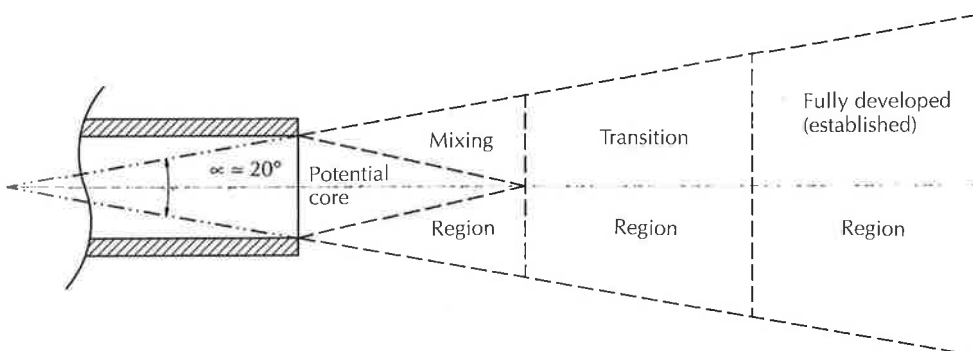 Mixing
Transition
Fully developed
(established)
∝ ≃ 20°
Potential
core
Region
Region
Region